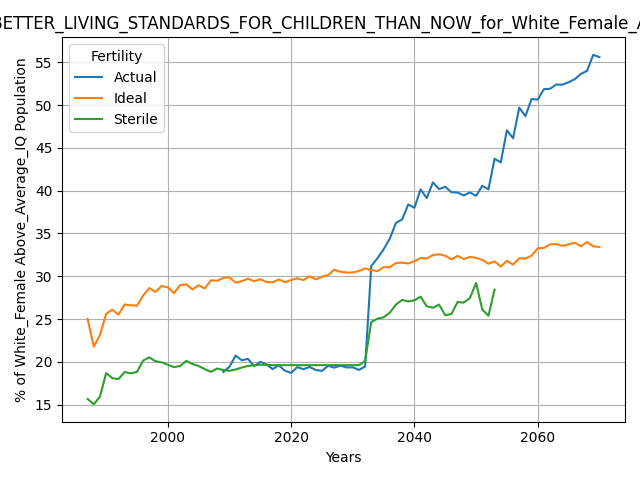 BETTER_LIVING_STANDARDS_FOR_CHILDREN_THAN_NOW_for_White_Female_A
Fertility
Actual
Ideal
Sterile
% of White_Female Above_Average_IQ Population
55
50
45
40
35
30
25
20
15
2000
2020
2040
2060
Years